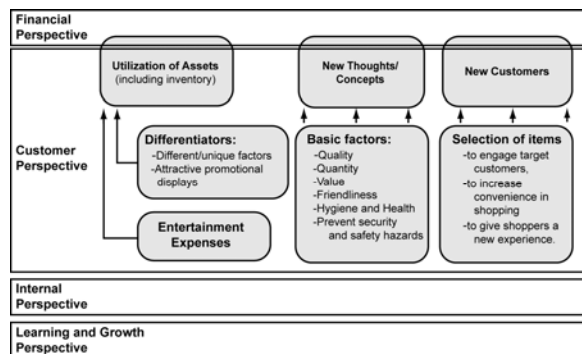 Financial
Perspective
Utilization of Assets
(including inventory)
New Thoughts/
Concepts
New Customers
Customer
Perspective
Differentiators:
-Different/unique factors
-Attractive promotional
displays
Entertainment
Expenses
Basic factors:
-Quality
-Quantity
-Value
-Friendliness
-Hygiene and Health
-Prevent security
and safety hazards
Selection of items
-to engage target
customers,
-to increase
convenience in
shopping
-to give shoppers a
new experience.
Internal
Perspective
Learning and Growth
Perspective